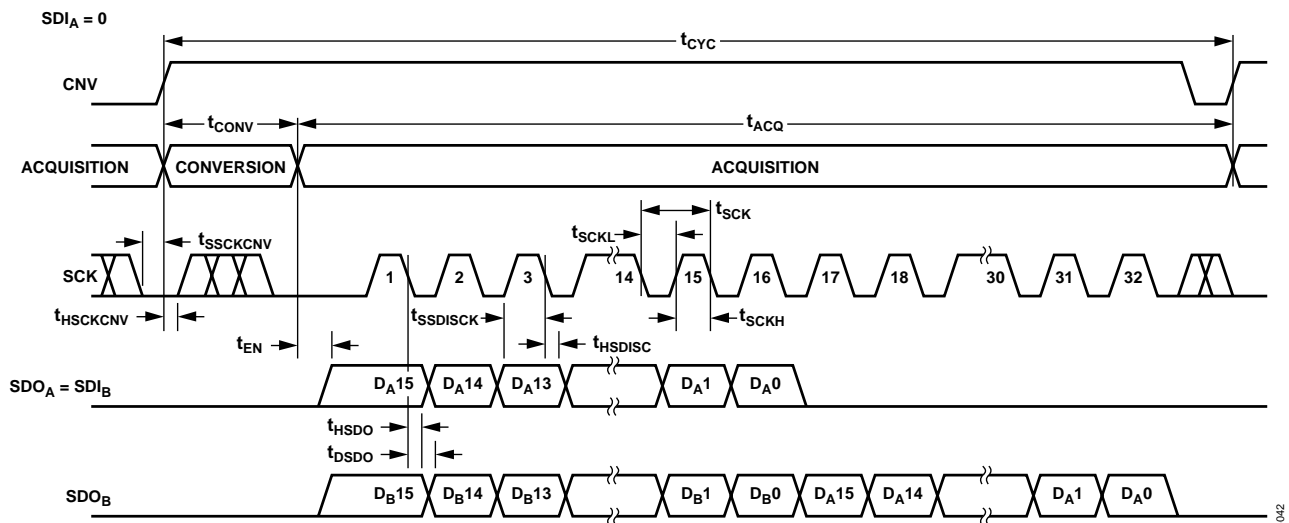 SDIA = 0
tCYC
CNV
tCONV
tACQ
ACQUISITION CONVERSION ACQUISITION
tSCK
tSCKL
tSSCKCNV
SCK 1 2 3 14 15 16 17 18 30 31 32
tHSCKCNV tSSDISCK tSCKH
tEN tHSDISC
SDOA = SDIB DA15 DA14 DA13 DA1 DA0
tHSDO
tDSDO
SDOB DB15 DB14 DB13 DB1 DB0 DA15 DA14 DA1 DA0
042